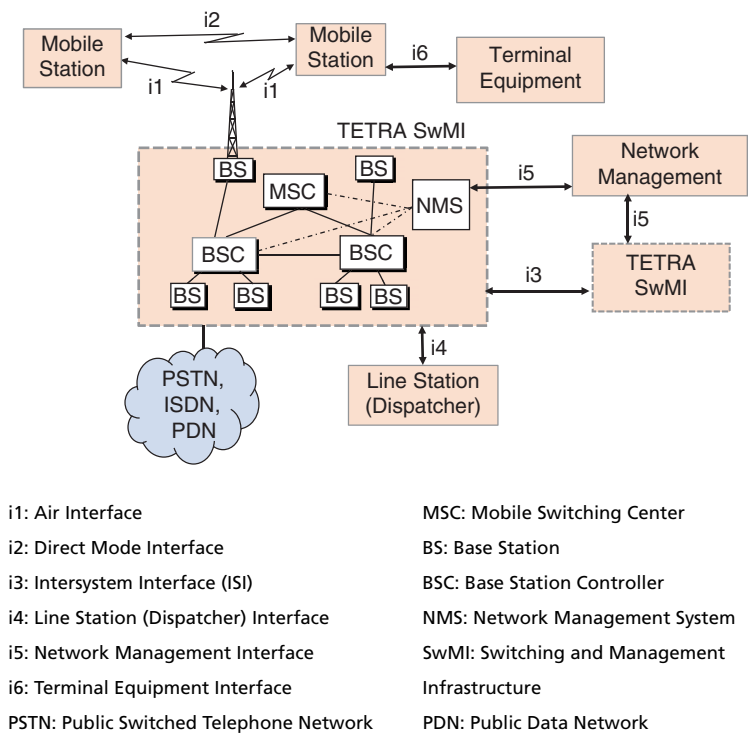 i2
Mobile
Station
Mobile
Station
i6
Terminal
Equipment
i1
i1
TETRA SwMI
BS
BS
MSC
NMS
i5
Network
Management
i5
BSC
BSC
TETRA
SwMI
i3
BS
BS
BS
BS
i4
PSTN,
ISDN,
PDN
Line Station
(Dispatcher)
i1: Air Interface
i2: Direct Mode Interface
i3: Intersystem Interface (ISI)
i4: Line Station (Dispatcher) Interface
i5: Network Management Interface
i6: Terminal Equipment Interface
PSTN: Public Switched Telephone Network
MSC: Mobile Switching Center
BS: Base Station
BSC: Base Station Controller
NMS: Network Management System
SwMI: Switching and Management
Infrastructure
PDN: Public Data Network